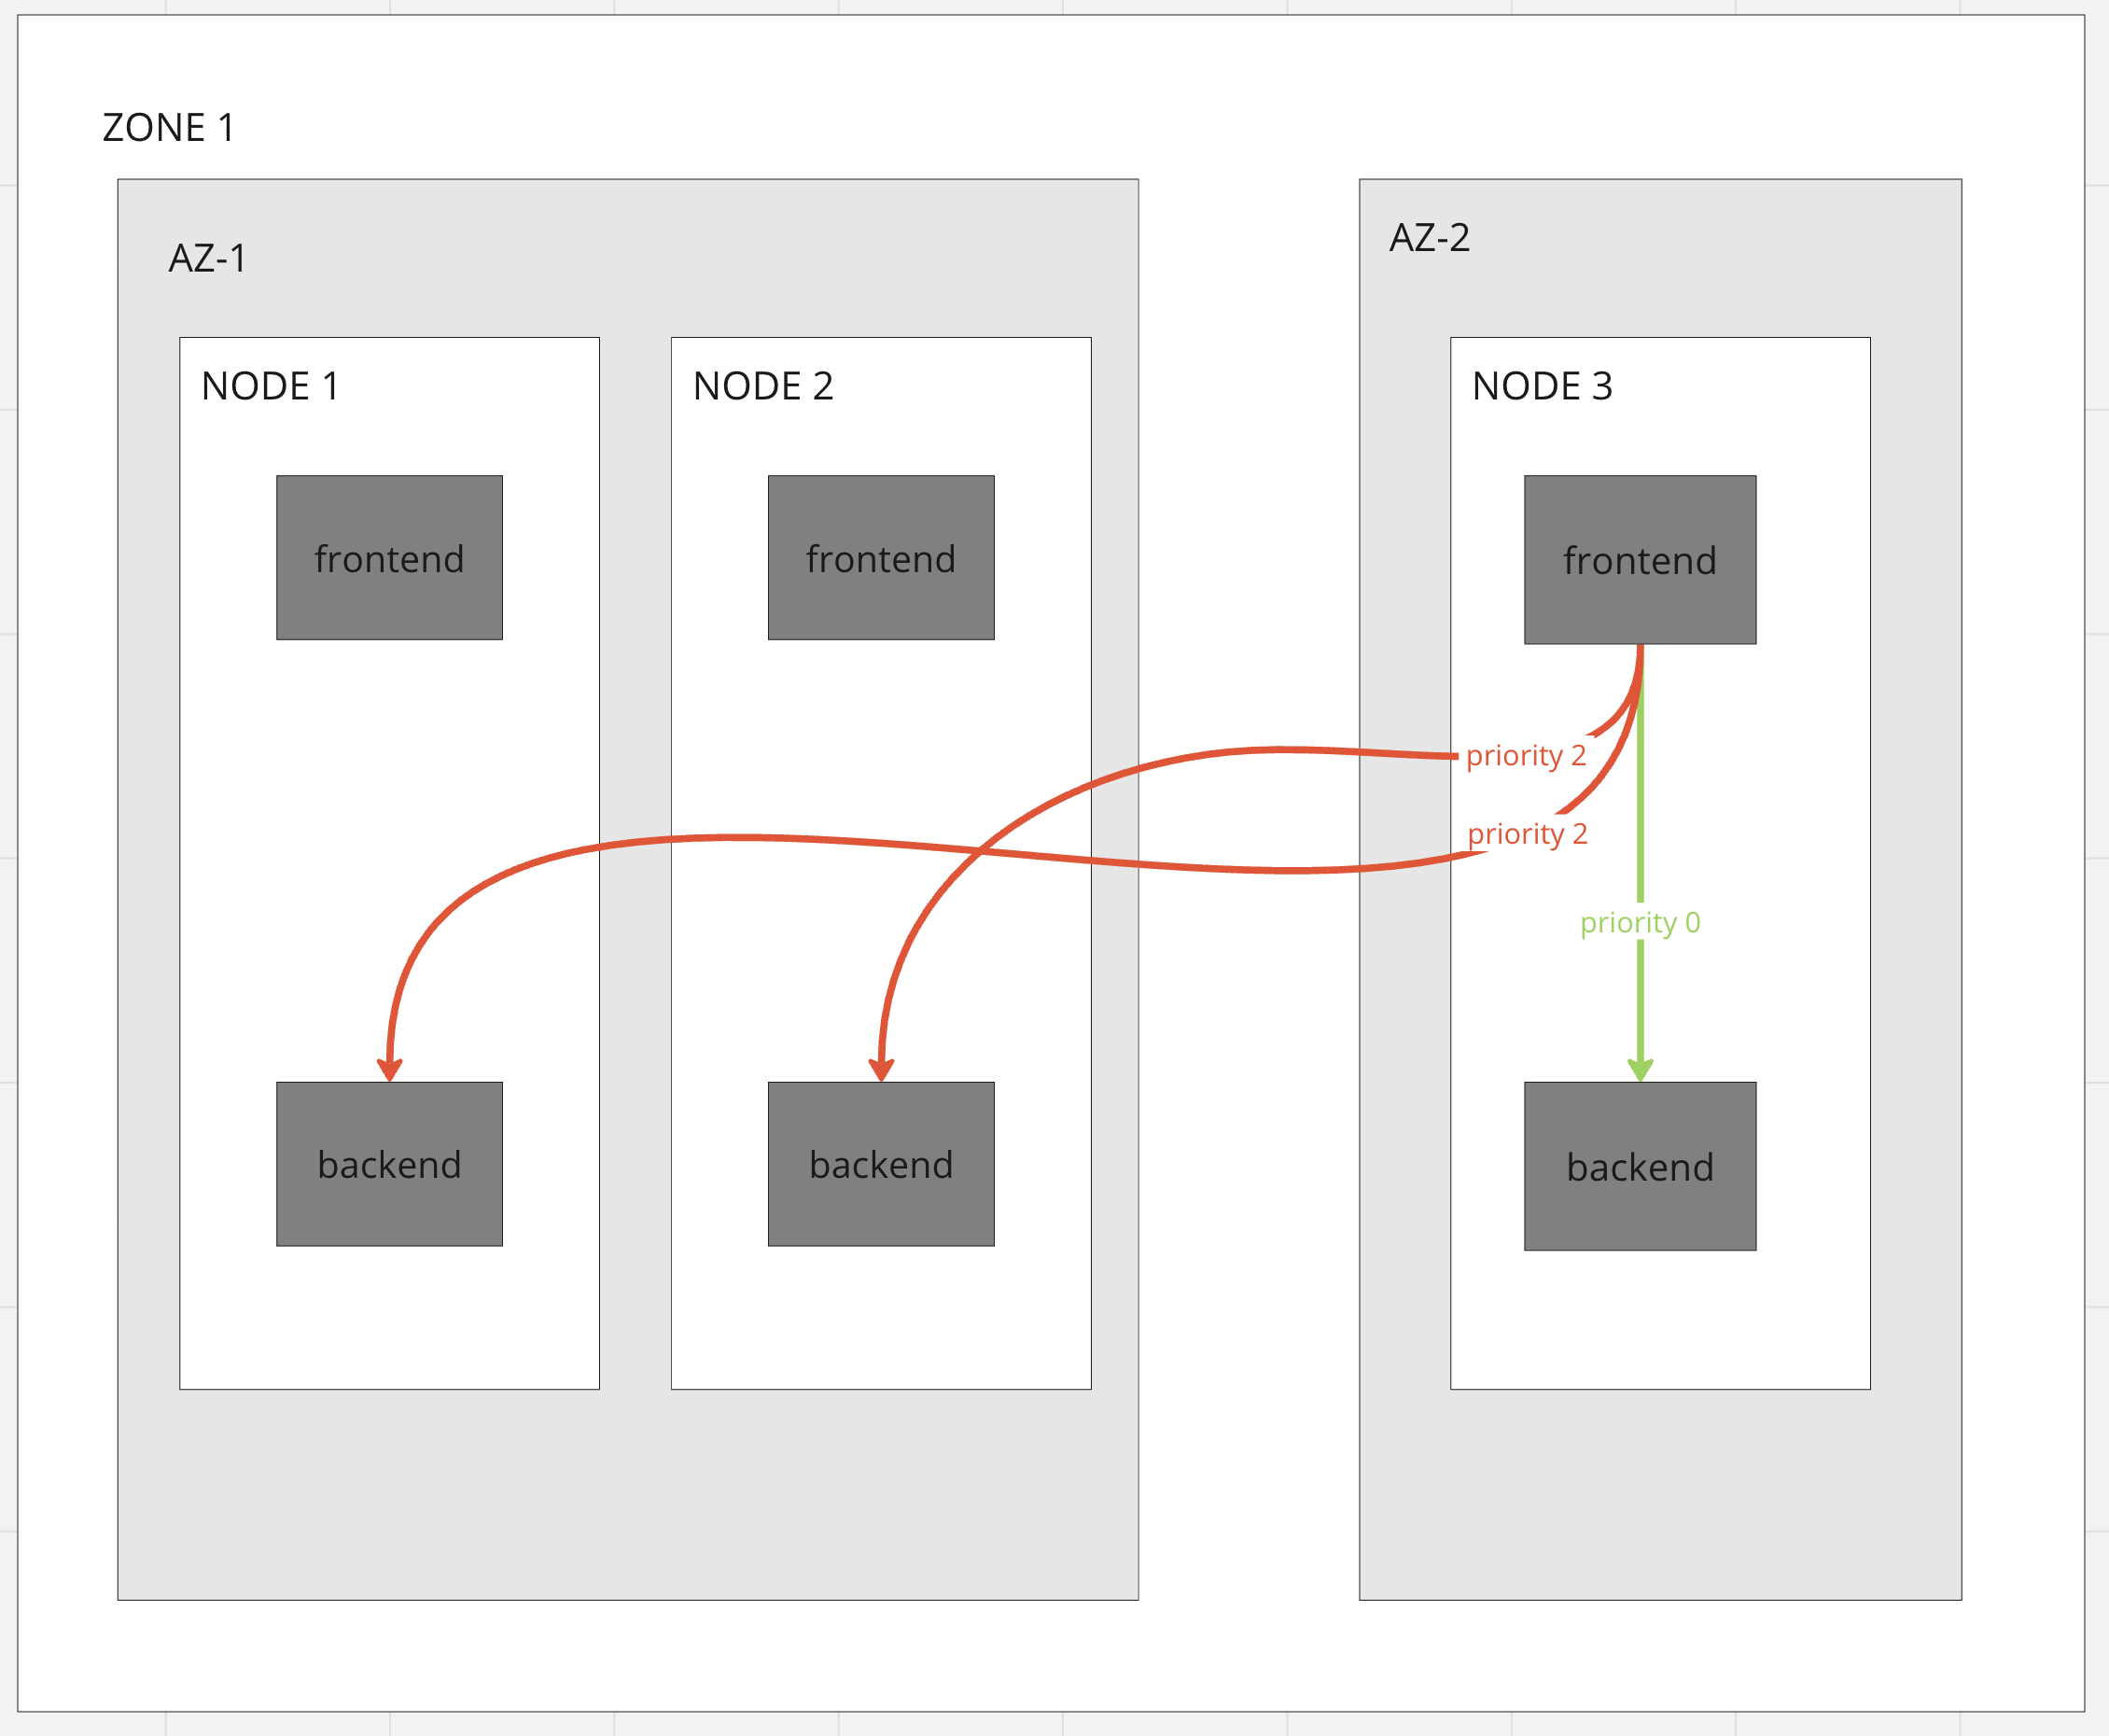 ZONE 1
AZ-1
AZ-2
NODE 1
NODE 2
NODE 3
frontend
frontend
frontend
priority 2
priority 2
priority 0
backend
backend
backend